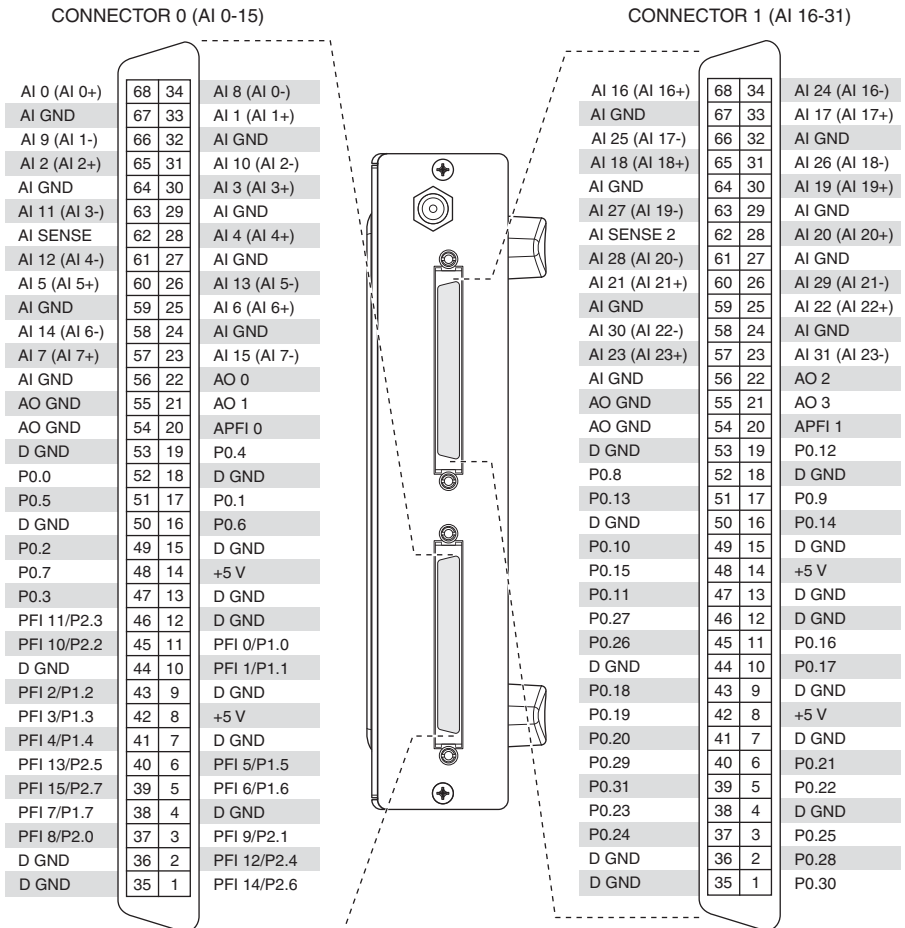 CONNECTOR 0 (AI 0-15)
AI 0 (AI 0+) 68 34 AI 8 (AI 0-)
AI GND 67 33 AI 1 (AI 1+)
AI 9 (AI 1-) 66 32 AI GND
AI 2 (AI 2+) 65 31 AI 10 (AI 2-)
AI GND 64 30 AI 3 (AI 3+)
AI 11 (AI 3-) 63 29 AI GND
AI SENSE 62 28 AI 4 (AI 4+)
AI 12 (AI 4-) 61 27 AI GND
AI 5 (AI 5+) 60 26 AI 13 (AI 5-)
AI GND 59 25 AI 6 (AI 6+)
AI 14 (AI 6-) 58 24 AI GND
AI 7 (AI 7+) 57 23 AI 15 (AI 7-)
AI GND 56 22 AO 0
AO GND 55 21 AO 1
AO GND 54 20 APFI 0
D GND 53 19 P0.4
P0.0 52 18 D GND
P0.5 51 17 P0.1
D GND 50 16 P0.6
P0.2 49 15 D GND
P0.7 48 14 +5 V
P0.3 47 13 D GND
PFI 11/P2.3 46 12 D GND
PFI 10/P2.2 45 11 PFI 0/P1.0
D GND 44 10 PFI 1/P1.1
PFI 2/P1.2 43 9 D GND
PFI 3/P1.3 42 8 +5 V
PFI 4/P1.4 41 7 D GND
PFI 13/P2.5 40 6 PFI 5/P1.5
PFI 15/P2.7 39 5 PFI 6/P1.6
PFI 7/P1.7 38 4 D GND
PFI 8/P2.0 37 3 PFI 9/P2.1
D GND 36 2 PFI 12/P2.4
D GND 35 1 PFI 14/P2.6
CONNECTOR 1 (AI 16-31)
AI 16 (AI 16+) 68 34 AI 24 (AI 16-)
AI GND 67 33 AI 17 (AI 17+)
AI 25 (AI 17-) 66 32 AI GND
AI 18 (AI 18+) 65 31 AI 26 (AI 18-)
AI GND 64 30 AI 19 (AI 19+)
AI 27 (AI 19-) 63 29 AI GND
AI SENSE 2 62 28 AI 20 (AI 20+)
AI 28 (AI 20-) 61 27 AI GND
AI 21 (AI 21+) 60 26 AI 29 (AI 21-)
AI GND 59 25 AI 22 (AI 22+)
AI 30 (AI 22-) 58 24 AI GND
AI 23 (AI 23+) 57 23 AI 31 (AI 23-)
AI GND 56 22 AO 2
AO GND 55 21 AO 3
AO GND 54 20 APFI 1
D GND 53 19 P0.12
P0.8 52 18 D GND
P0.13 51 17 P0.9
D GND 50 16 P0.14
P0.10 49 15 D GND
P0.15 48 14 +5 V
P0.11 47 13 D GND
P0.27 46 12 D GND
P0.26 45 11 P0.16
D GND 44 10 P0.17
P0.18 43 9 D GND
P0.19 42 8 +5 V
P0.20 41 7 D GND
P0.29 40 6 P0.21
P0.31 39 5 P0.22
P0.23 38 4 D GND
P0.24 37 3 P0.25
D GND 36 2 P0.28
D GND 35 1 P0.30